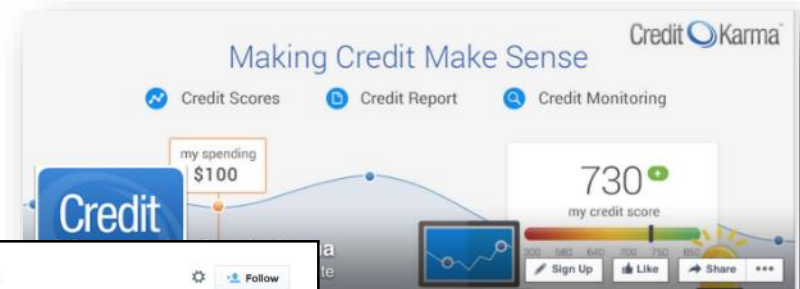 Credit Karma
Making Credit Make Sense
Credit Scores Credit Report Credit Monitoring
my spending
$100
730
my credit score
Credit
a
te
300 580 640 700 750 850
Sign Up Like Share
Follow